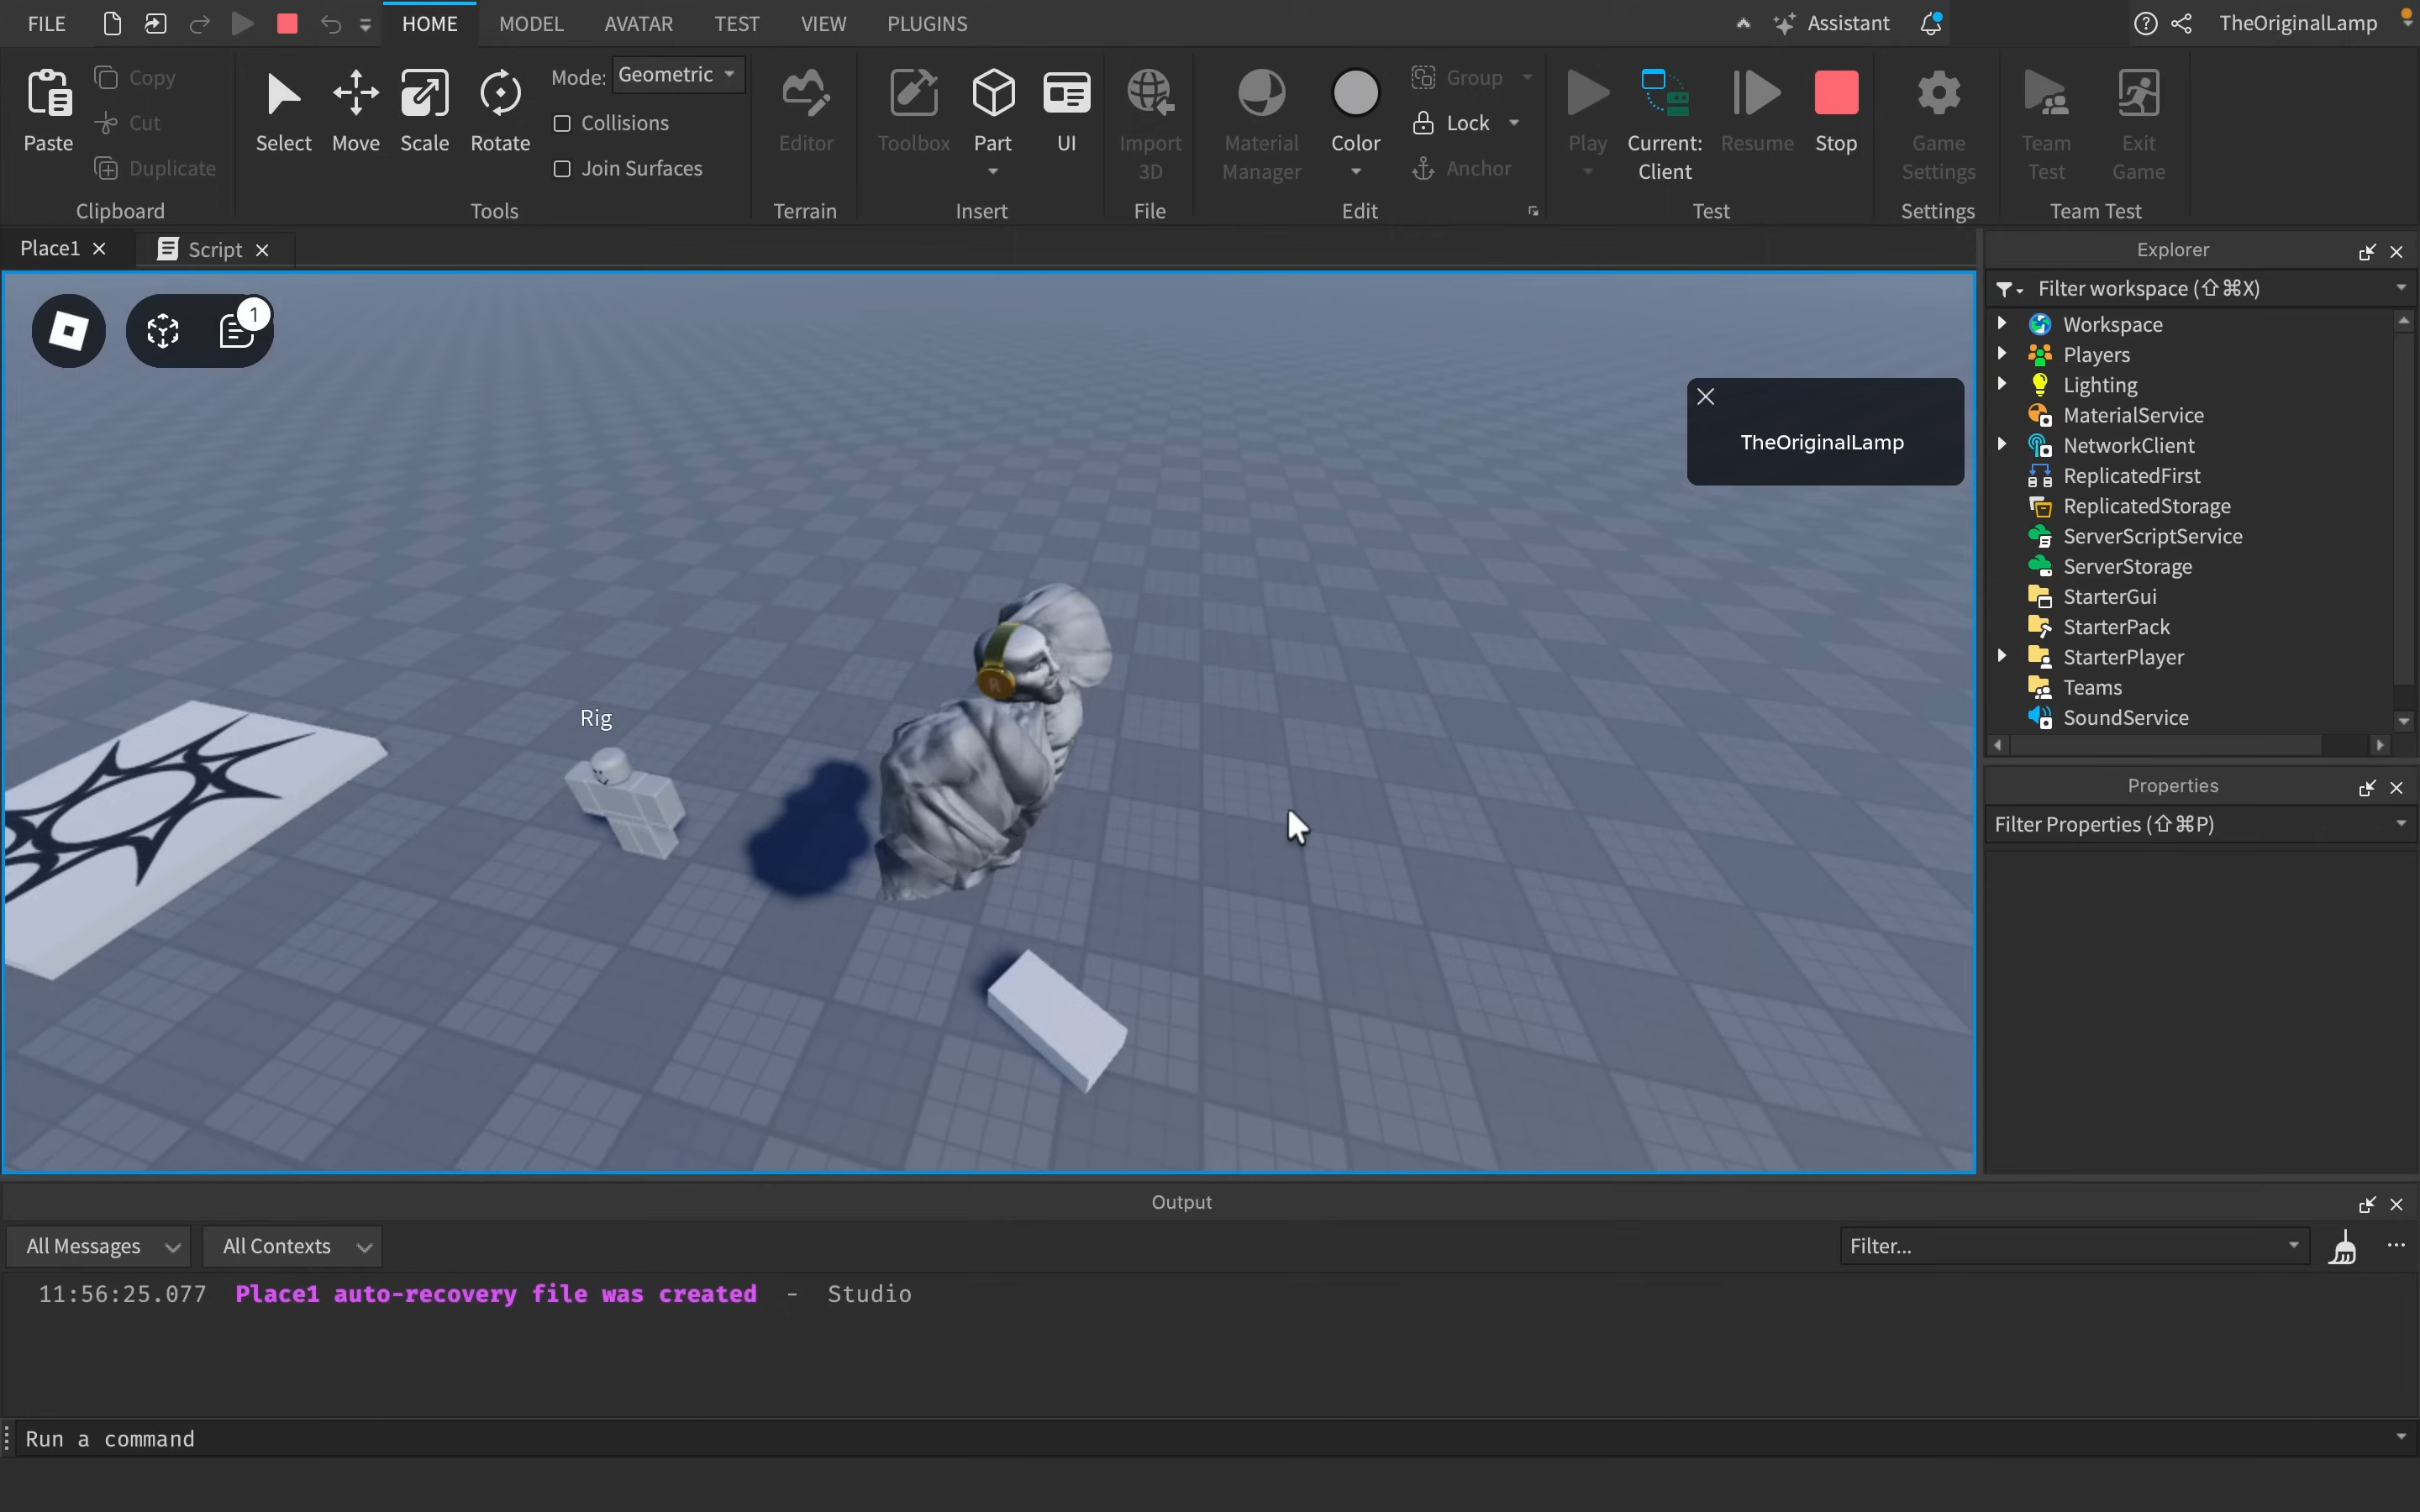 FILE HOME MODEL AVATAR TEST VIEW PLUGINS Assistant TheOriginalLamp
Paste
Copy
Cut
Duplicate
Clipboard
Select Move Scale Rotate
Mode: Geometric
Collisions
Join Surfaces
Tools
Editor
Terrain
Toolbox Part UI
Insert
Import
3D
File
Material
Manager
Color
Group
Lock
Anchor
Edit
Play
Current:
Client
Resume Stop
Test
Game
Settings
Settings
Team
Test
Exit
Game
Team Test
Place1 Script
1
TheOriginalLamp
Rig
R
Explorer
Filter workspace (⇧⌘X)
Workspace
Players
Lighting
MaterialService
NetworkClient
ReplicatedFirst
ReplicatedStorage
ServerScriptService
ServerStorage
StarterGui
StarterPack
StarterPlayer
Teams
SoundService
Properties
Filter Properties (⇧⌘P)
Output
All Messages All Contexts Filter...
11:56:25.077 Place1 auto-recovery file was created - Studio
Run a command